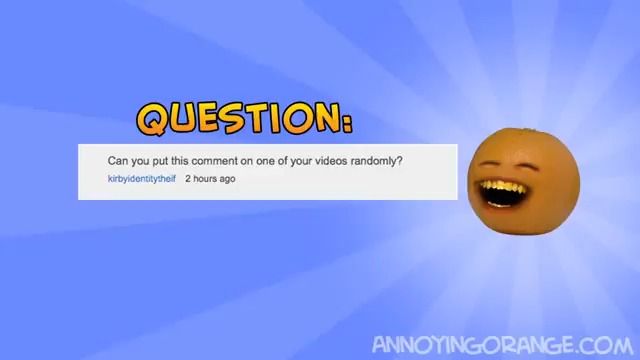 QUESTION:
Can you put this comment on one of your videos randomly?
kirbyidentitytheif 2 hours ago
ANNOYINGORANGE.COM